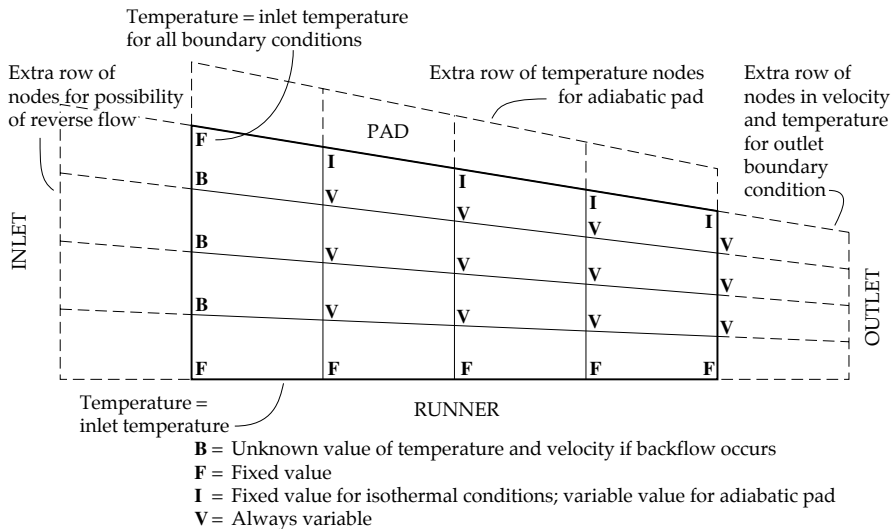 Temperature = inlet temperature
for all boundary conditions
Extra row of
nodes for possibility
of reverse flow
Extra row of temperature nodes
for adiabatic pad
Extra row of
nodes in velocity
and temperature
for outlet
boundary
condition
PAD
F
I
I
I
I
B
V
V
V
V
B
V
V
V
V
B
V
V
V
V
F
F
F
F
F
INLET
OUTLET
Temperature =
inlet temperature
RUNNER
B = Unknown value of temperature and velocity if backflow occurs
F = Fixed value
I = Fixed value for isothermal conditions; variable value for adiabatic pad
V = Always variable